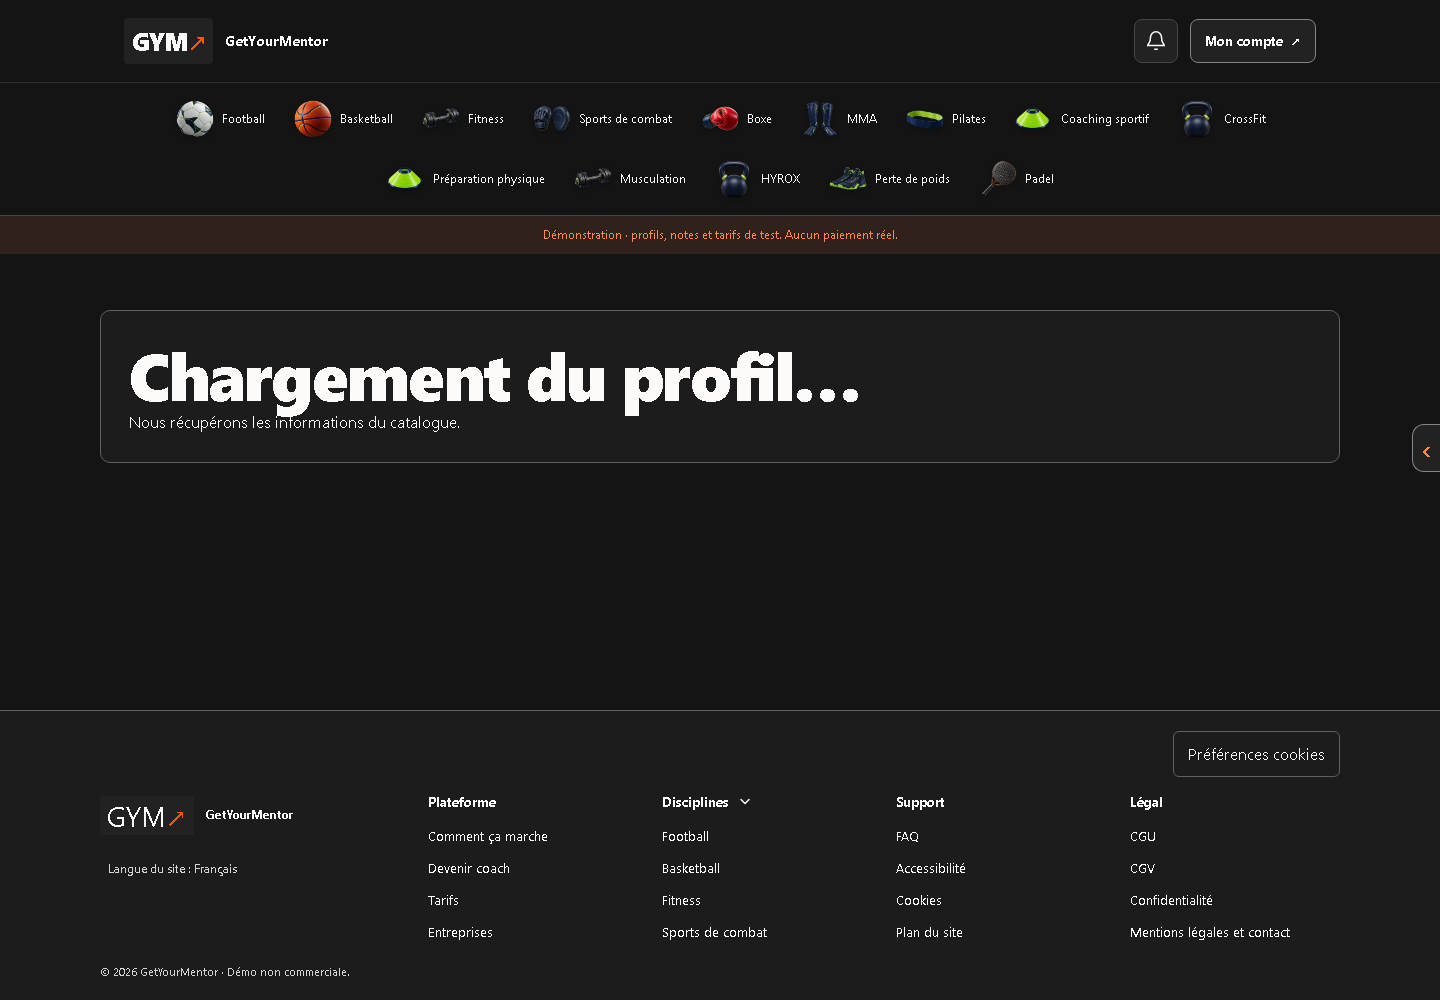 GYM↗ GetYourMentor
Mon compte ↗
Football Basketball Fitness Sports de combat Boxe MMA Pilates Coaching sportif CrossFit
Préparation physique Musculation HYROX Perte de poids Padel
Démonstration · profils, notes et tarifs de test. Aucun paiement réel.
Chargement du profil…
Nous récupérons les informations du catalogue.
Préférences cookies
GYM↗ GetYourMentor
Langue du site : Français
Plateforme
Comment ça marche
Devenir coach
Tarifs
Entreprises
Disciplines
Football
Basketball
Fitness
Sports de combat
Support
FAQ
Accessibilité
Cookies
Plan du site
Légal
CGU
CGV
Confidentialité
Mentions légales et contact
© 2026 GetYourMentor · Démo non commerciale.